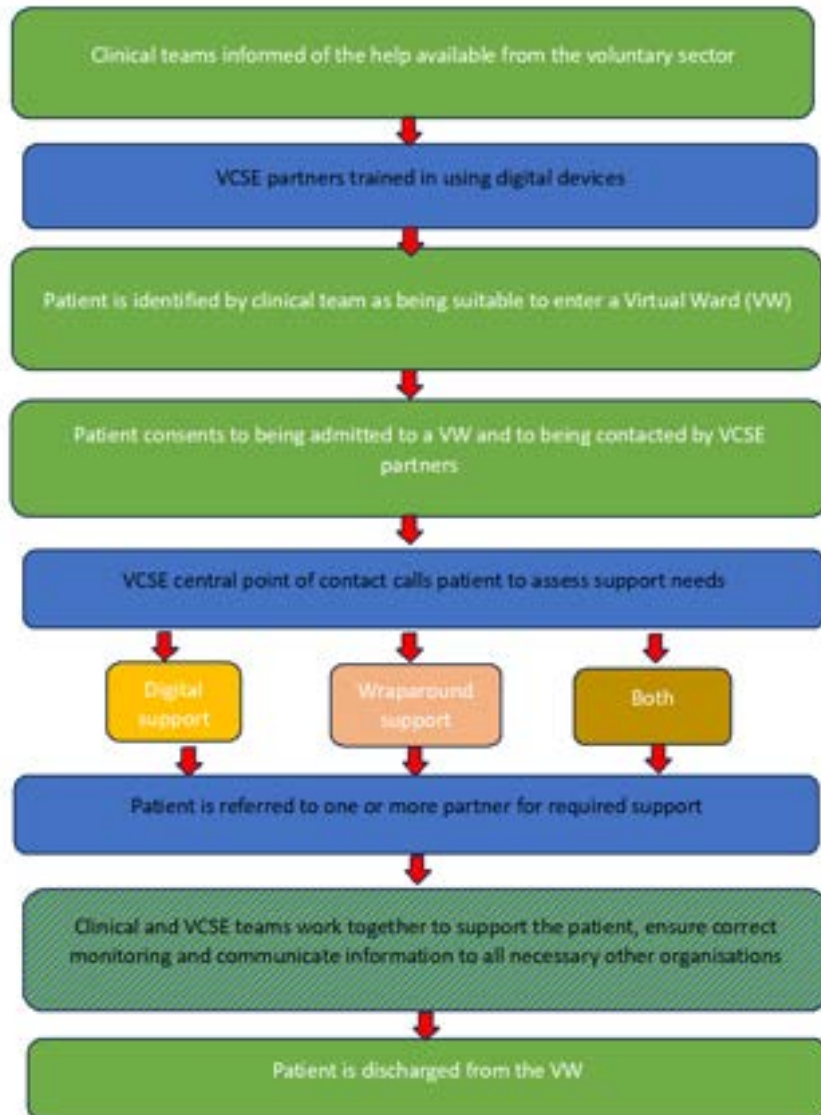 Clinical teams informed of the help available from the voluntary sector
VCSE partners trained in using digital devices
Patient is identified by clinical team as being suitable to enter a Virtual Ward (VW)
Patient consents to being admitted to a VW and to being contacted by VCSE
partners
VCSE central point of contact calls patient to assess support needs
Digital
support
Wraparound
support
Both
Patient is referred to one or more partner for required support
Clinical and VCSE teams work together to support the patient, ensure correct
monitoring and communicate information to all necessary other organisations
Patient is discharged from the VW